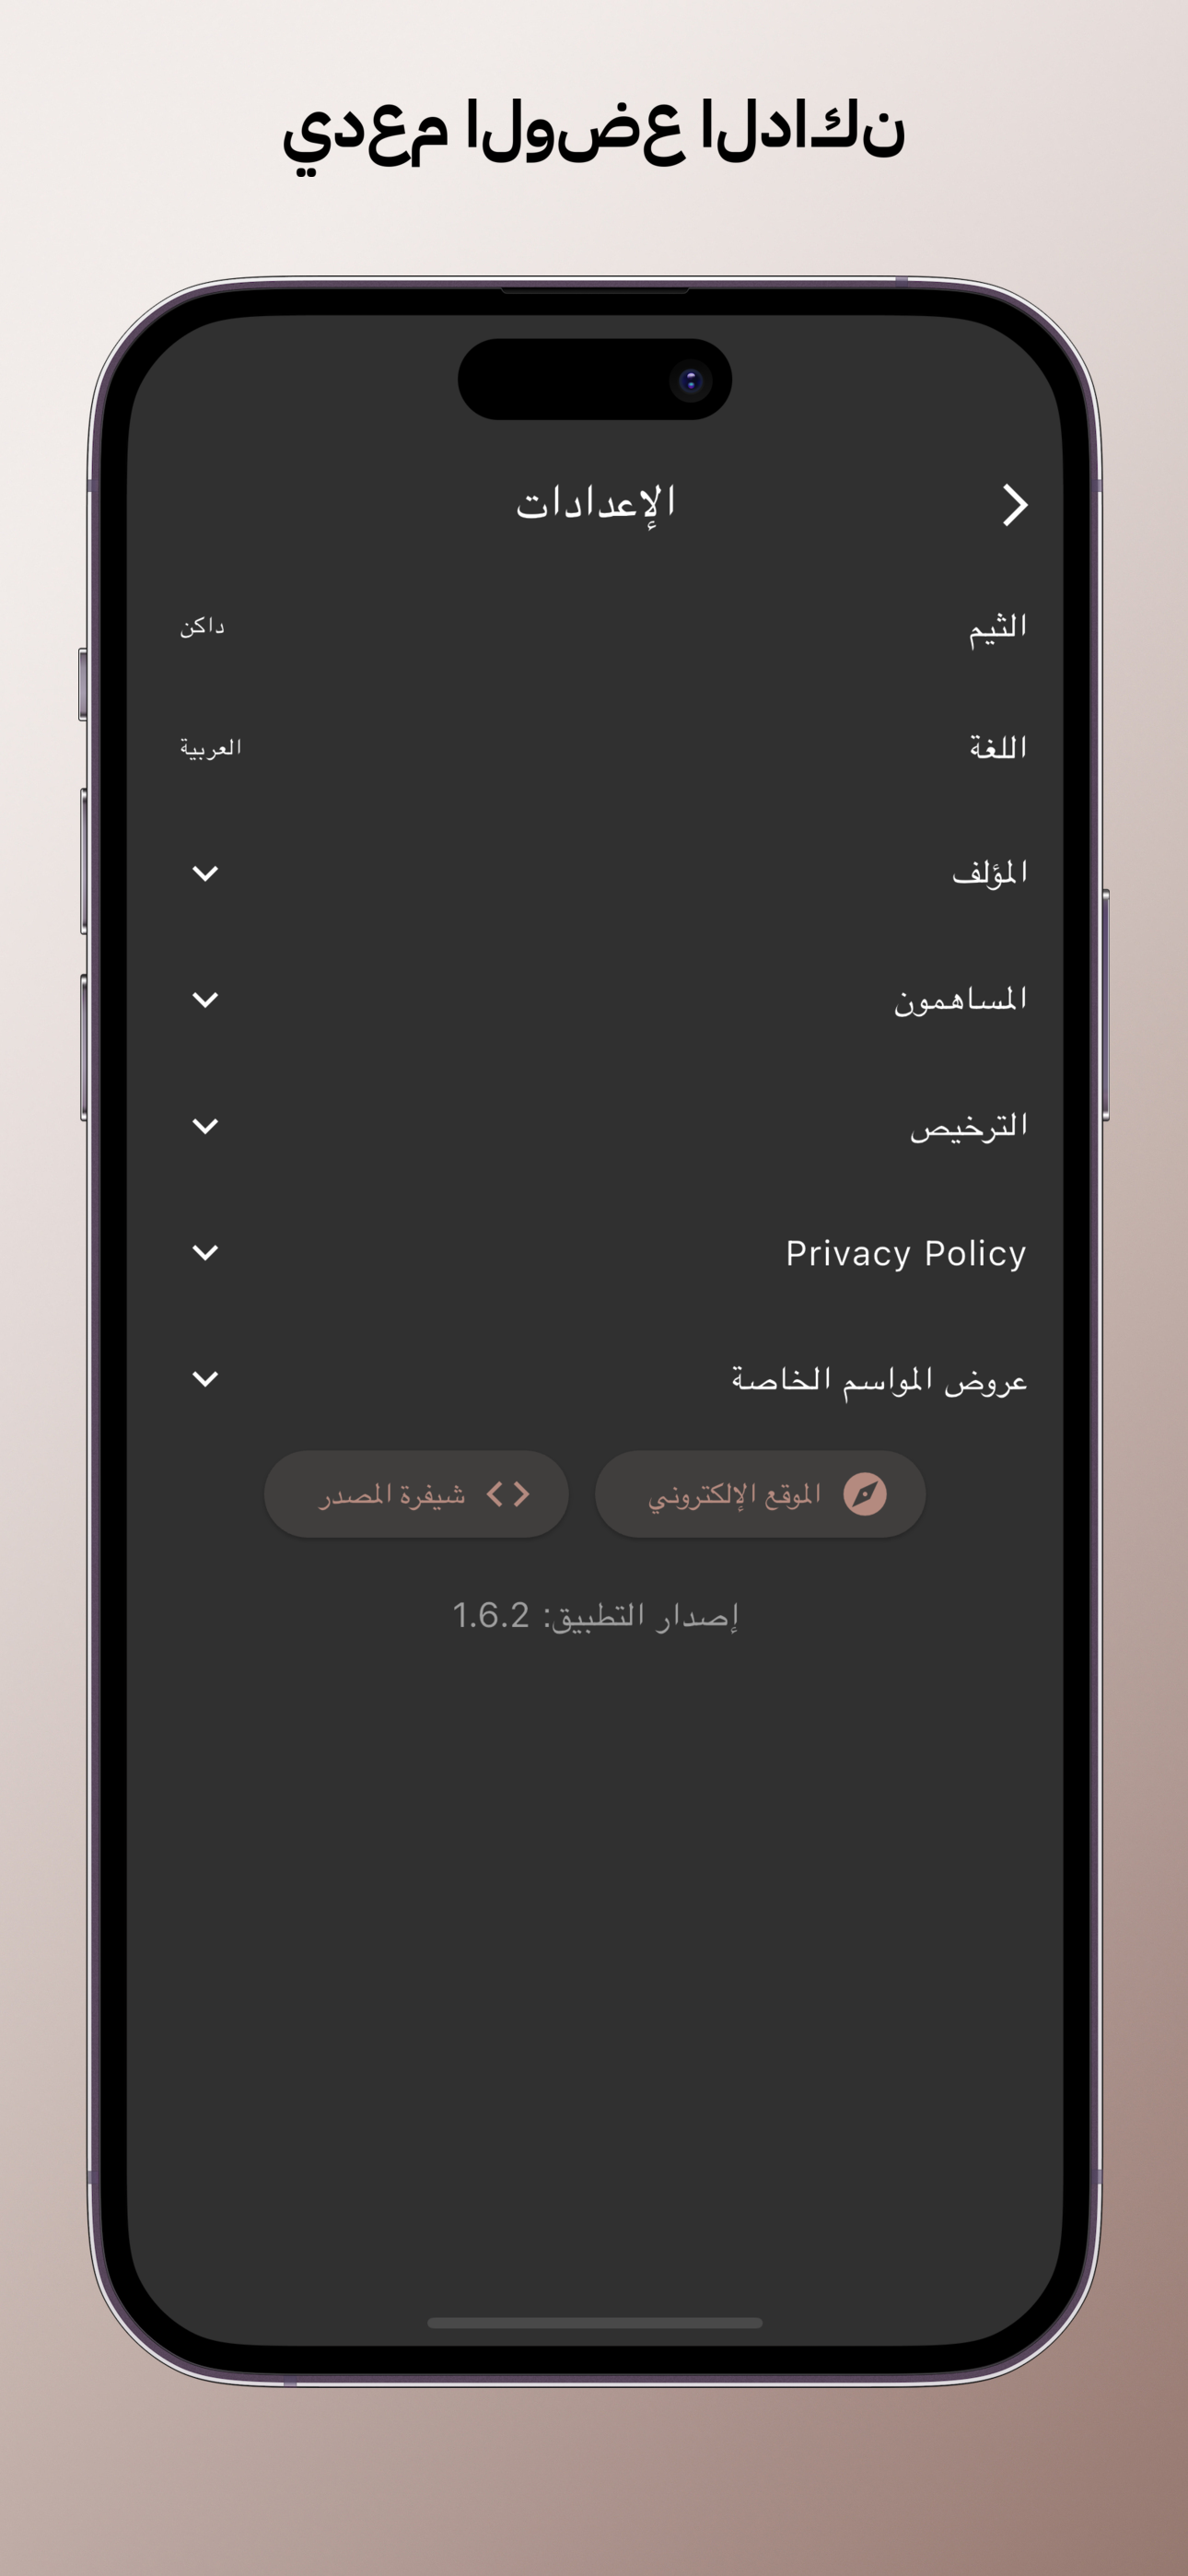 يدعم الوضع الداكن
الإعدادات
الثيم
داكن
اللغة
العربية
المؤلف
المساهمون
الترخيص
Privacy Policy
عروض المواسم الخاصة
الموقع الإلكتروني
شيفرة المصدر
إصدار التطبيق: 1.6.2